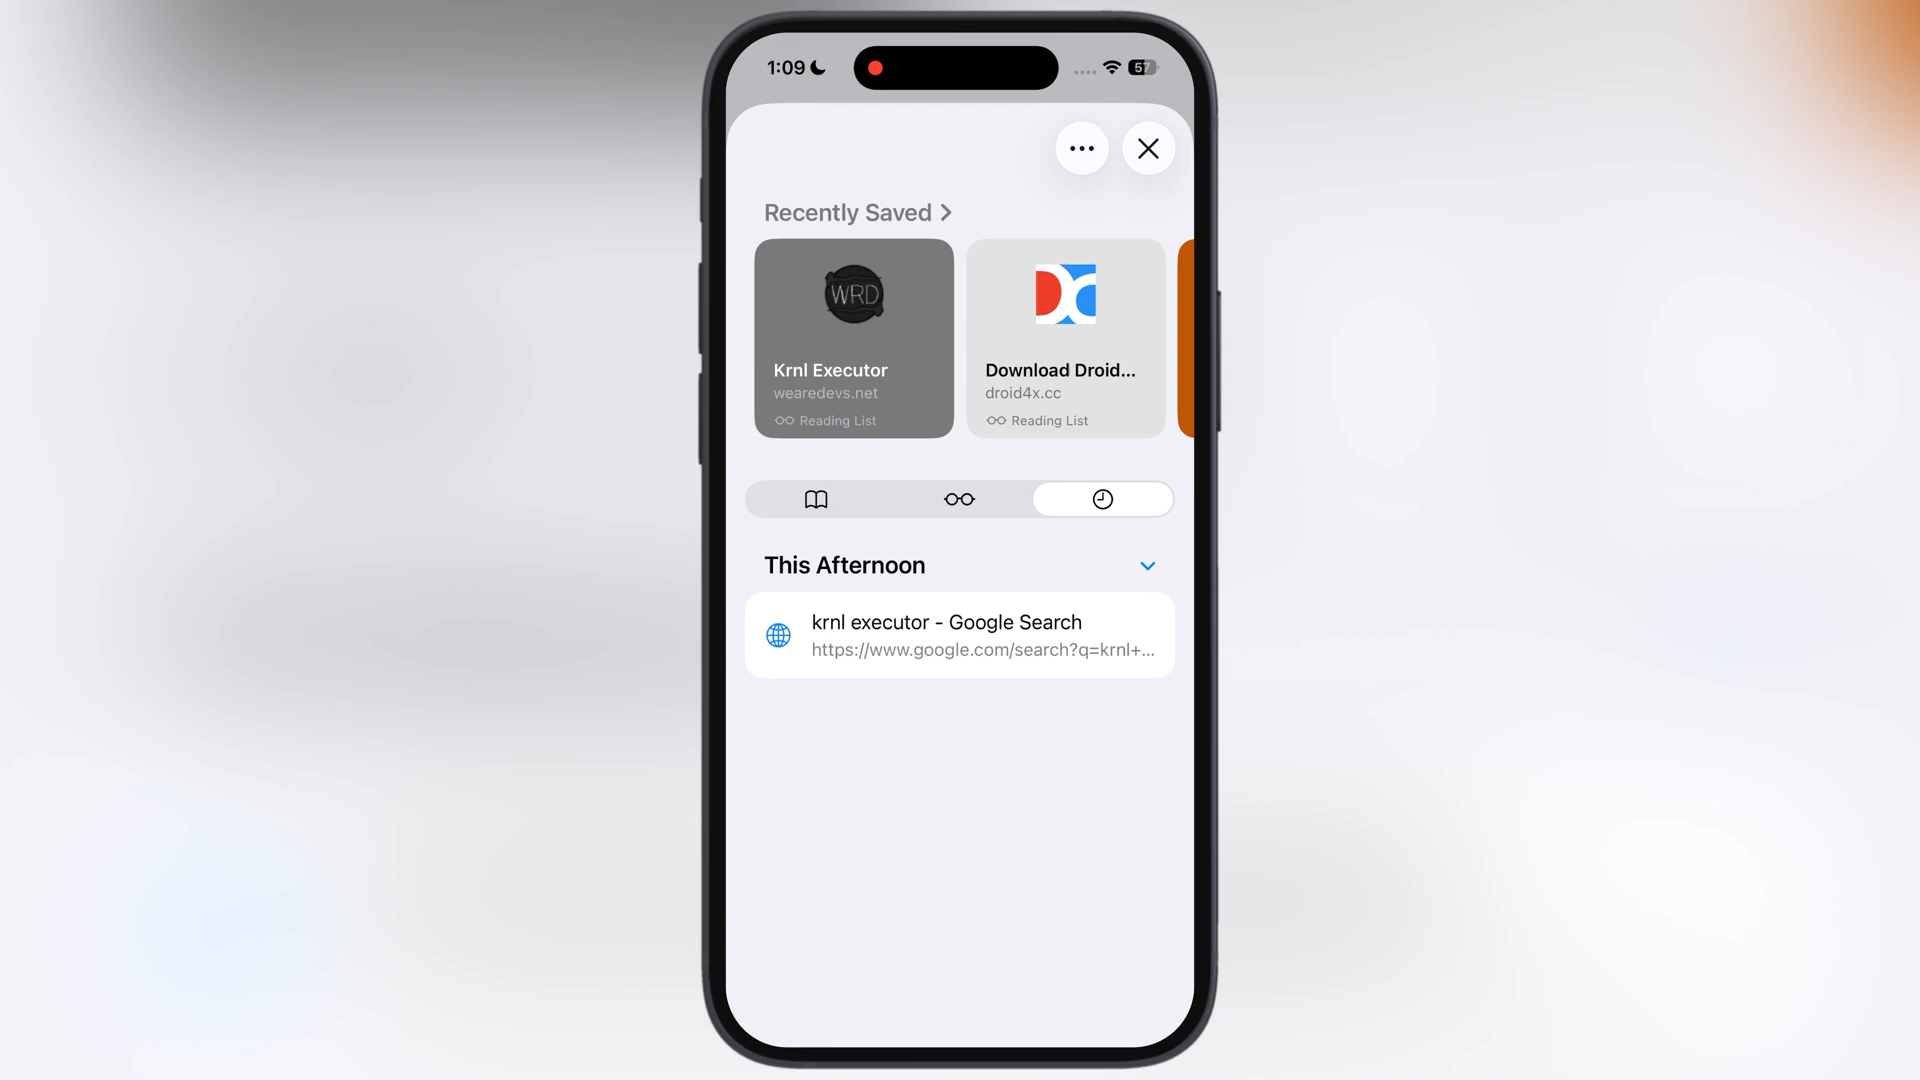 1:09
57
Recently Saved
WRD
Krnl Executor
wearedevs.net
Reading List
Download Droid...
droid4x.cc
Reading List
This Afternoon
krnl executor - Google Search
https://www.google.com/search?q=krnl+...